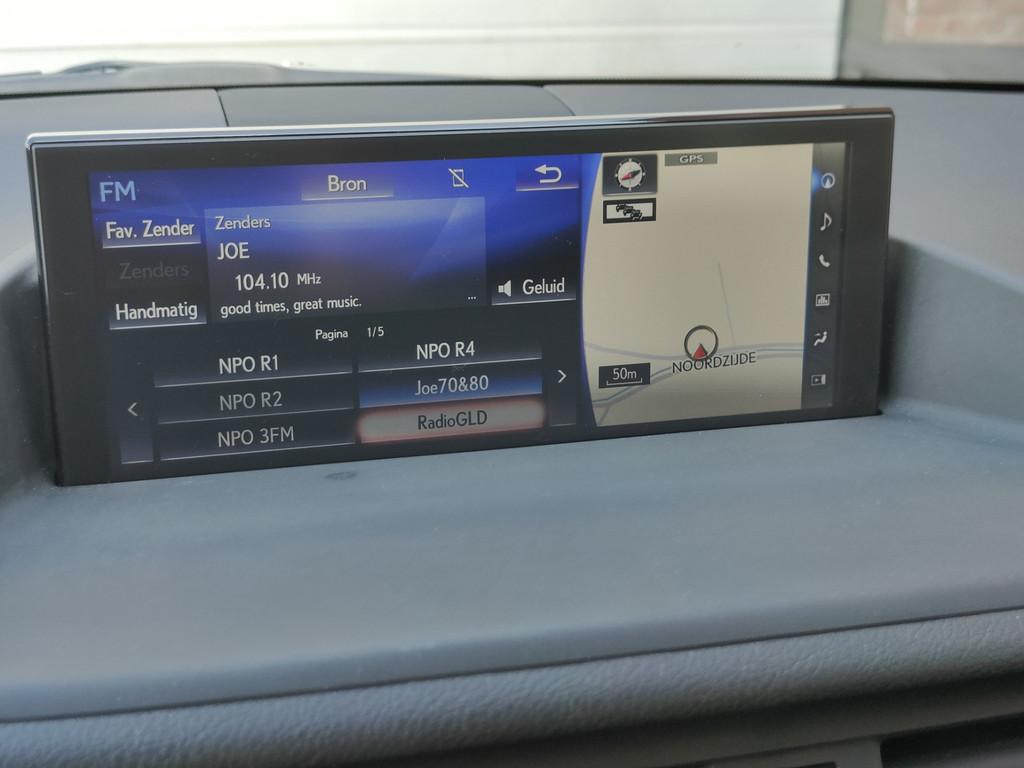 FM
Bron
Fav. Zender
Zenders
Handmatig
Zenders
JOE
104.10 MHz
good times, great music.
...
Geluid
Pagina 1/5
NPO R1
NPO R2
NPO 3FM
NPO R4
Joe70&80
RadioGLD
<
>
GPS
50m
NOORDZIJDE